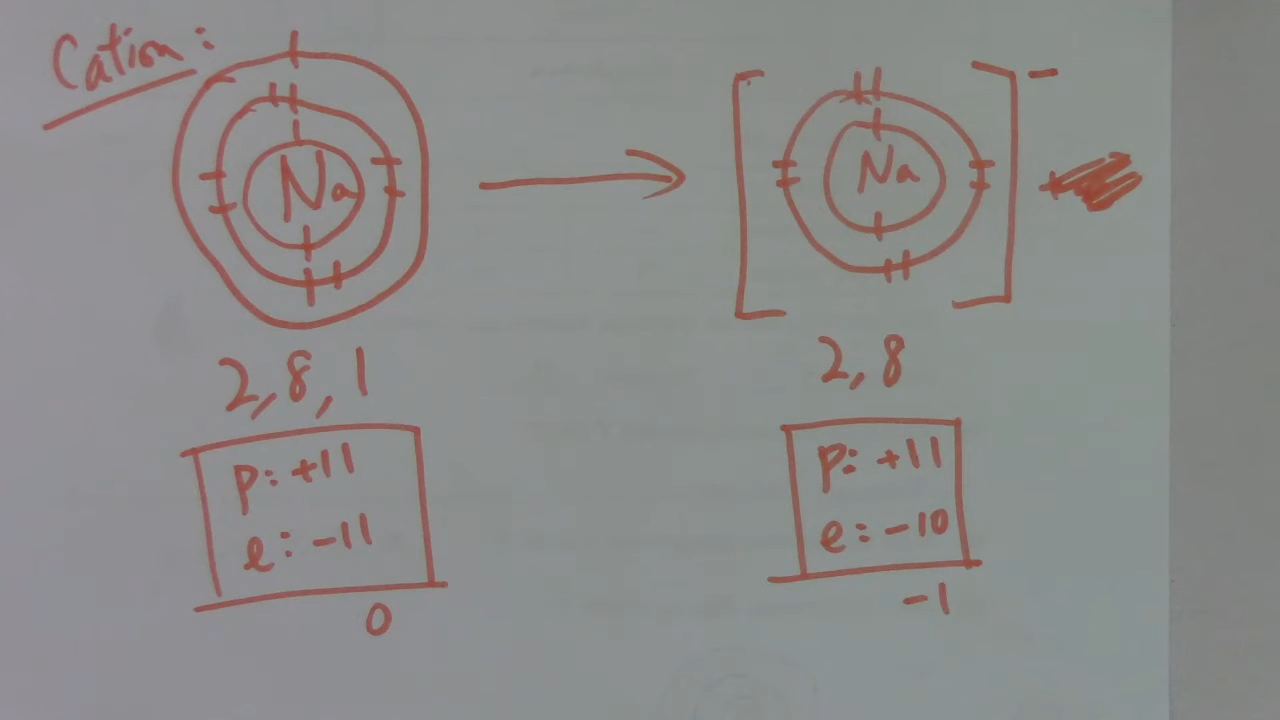 Cation:
Na
Na
−
2, 8, 1
2, 8
p: +11
e: −11
0
p: +11
e: −10
−1